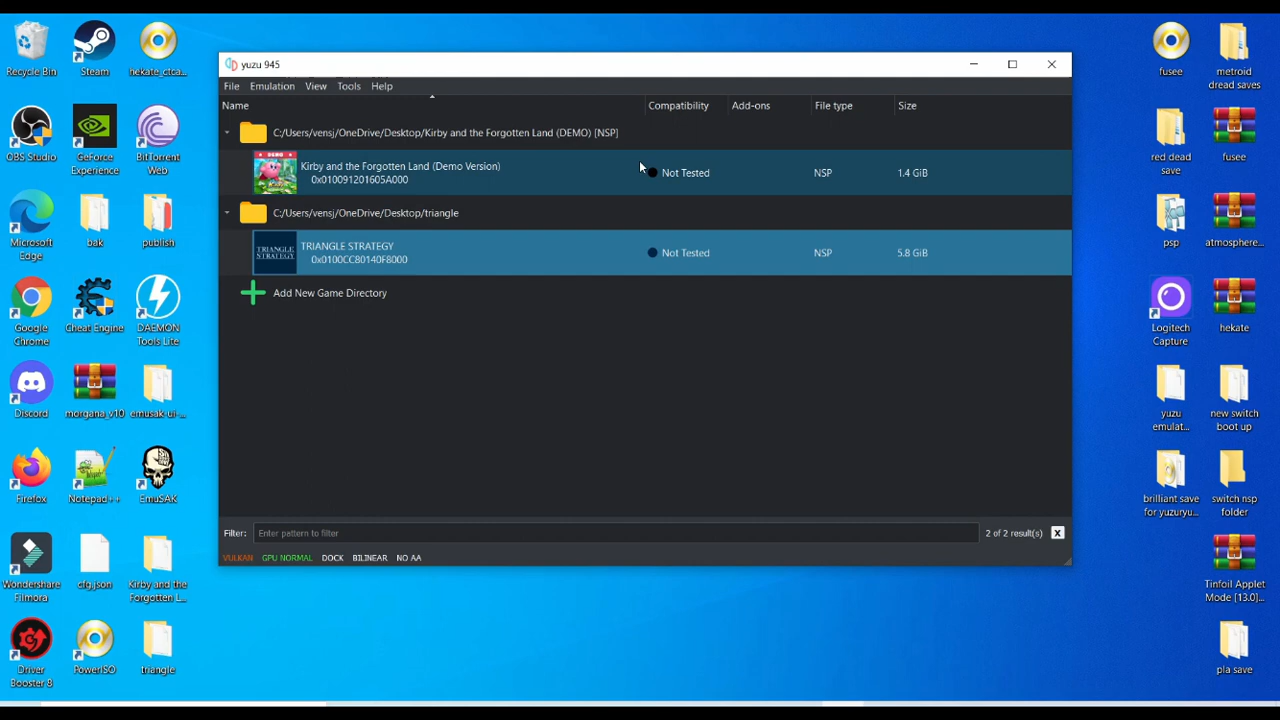 yuzu 945
File Emulation View Tools Help
Name Compatibility Add-ons File type Size
C:/Users/vensj/OneDrive/Desktop/Kirby and the Forgotten Land (DEMO) [NSP]
DEMO
Kirby and the Forgotten Land (Demo Version)
0x010091201605A000
Not Tested NSP 1.4 GiB
C:/Users/vensj/OneDrive/Desktop/triangle
TRIANGLE
STRATEGY
TRIANGLE STRATEGY
0x0100CC80140F8000
Not Tested NSP 5.8 GiB
Add New Game Directory
Filter: Enter pattern to filter 2 of 2 result(s) X
VULKAN GPU NORMAL DOCK BILINEAR NO AA
Recycle Bin
Steam
hekate_ctca...
OBS Studio
GeForce
Experience
BitTorrent
Web
Microsoft
Edge
bak
publish
Google
Chrome
Cheat Engine
DAEMON
Tools Lite
Discord
morgana_v10
emusak-ui-...
Firefox
Notepad++
EmuSAK
Wondershare
Filmora
cfg.json
Kirby and the
Forgotten L...
Driver
Booster 8
PowerISO
triangle
fusee
metroid
dread saves
red dead
save
fusee
psp
atmosphere...
Logitech
Capture
hekate
yuzu
emulat...
new switch
boot up
brilliant save
for yuzuryu...
switch nsp
folder
Tinfoil Applet
Mode [13.0]...
pla save